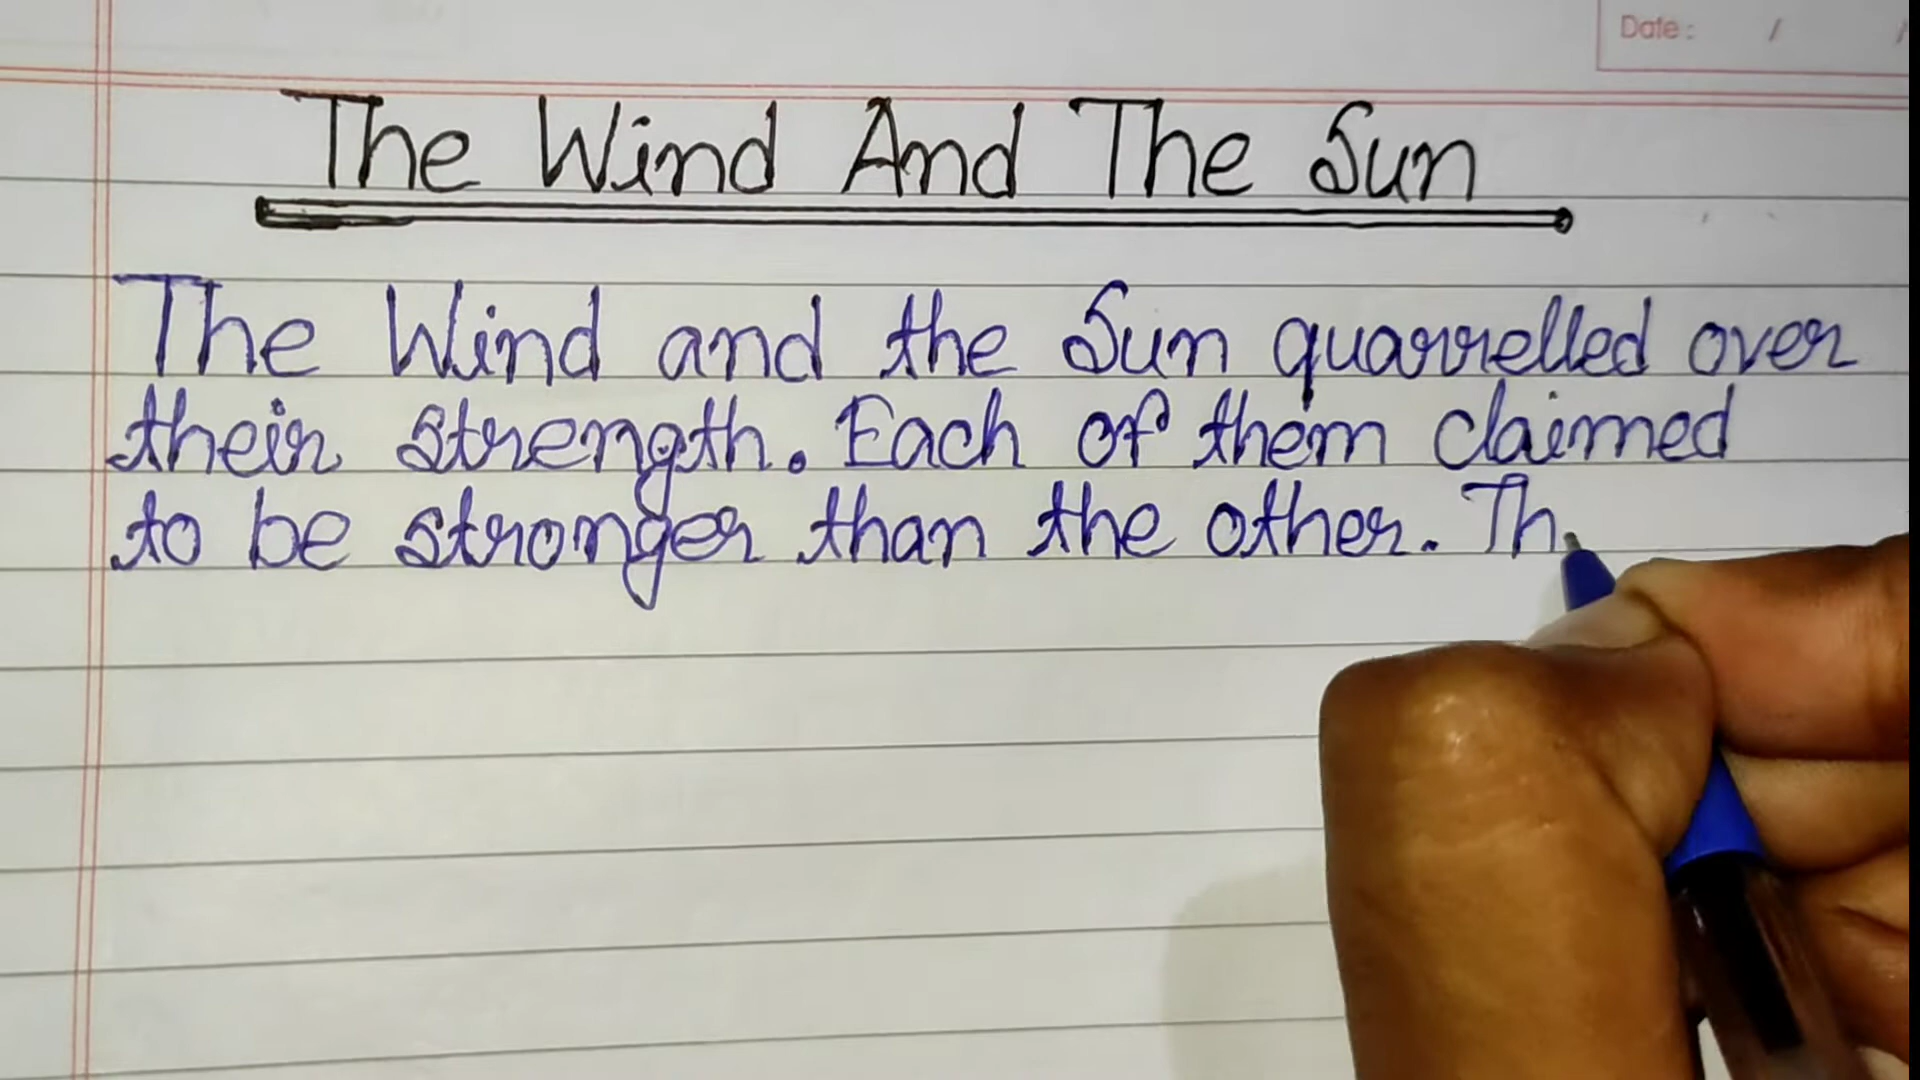 Date: / /
The Wind And The Sun
The Wind and the Sun quarrelled over
their strength. Each of them claimed
to be stronger than the other. Th